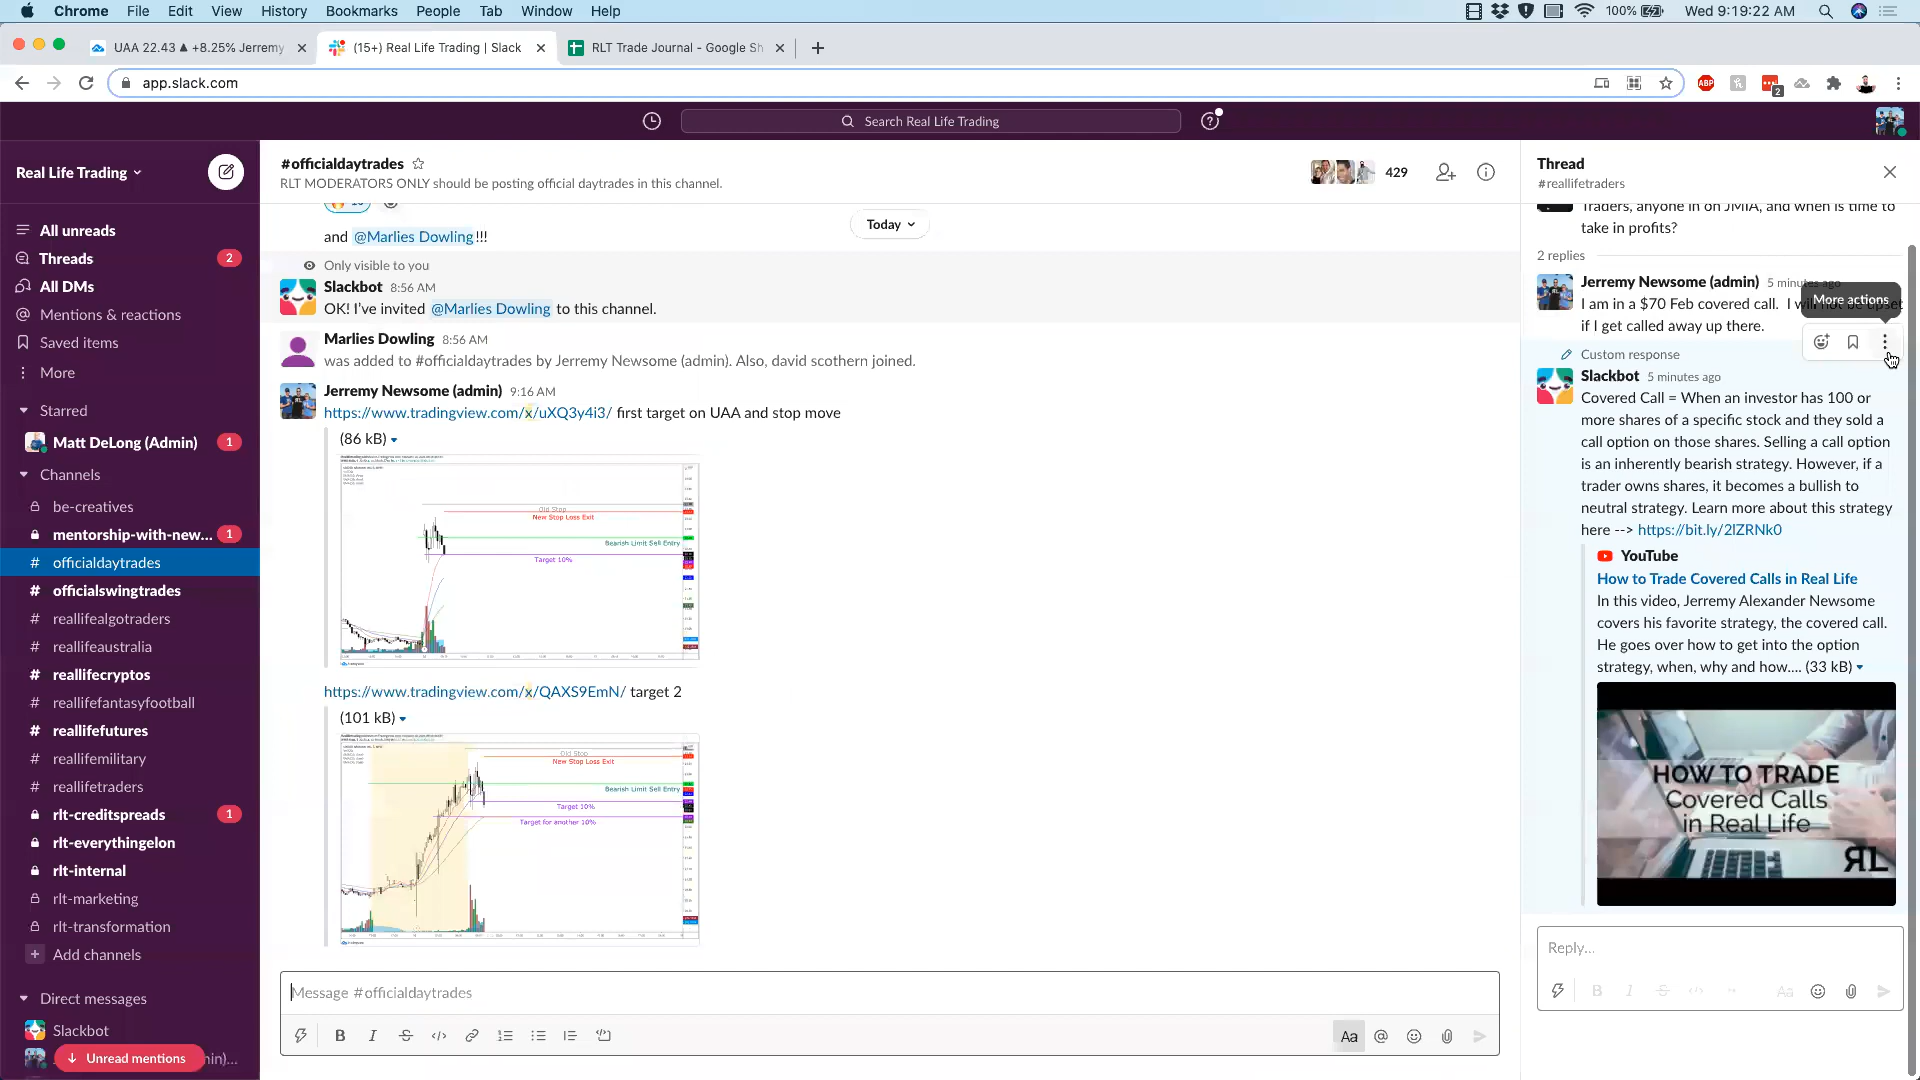 Chrome File Edit View History Bookmarks People Tab Window Help
100% Wed 9:19:22 AM
UAA 22.43 ▲ +8.25% Jerremy
(15+) Real Life Trading | Slack
RLT Trade Journal - Google Sh
app.slack.com
ABP
2
Search Real Life Trading
Real Life Trading
All unreads
Threads 2
All DMs
Mentions & reactions
Saved items
More
Starred
Matt DeLong (Admin) 1
Channels
be-creatives
mentorship-with-new... 1
# officialdaytrades
# officialswingtrades
# reallifealgotraders
# reallifeaustralia
# reallifecryptos
# reallifefantasyfootball
# reallifefutures
# reallifemilitary
# reallifetraders
rlt-creditspreads 1
rlt-everythingelon
rlt-internal
rlt-marketing
rlt-transformation
+ Add channels
Direct messages
Slackbot
↓ Unread mentions
#officialdaytrades
RLT MODERATORS ONLY should be posting official daytrades in this channel.
429
Today
and @Marlies Dowling!!!
Only visible to you
Slackbot 8:56 AM
OK! I've invited @Marlies Dowling to this channel.
Marlies Dowling 8:56 AM
was added to #officialdaytrades by Jerremy Newsome (admin). Also, david scothern joined.
Jerremy Newsome (admin) 9:16 AM
https://www.tradingview.com/x/uXQ3y4i3/ first target on UAA and stop move
(86 kB)
Old Stop
New Stop Loss Exit
Bearish Limit Sell Entry
Target 10%
https://www.tradingview.com/x/QAXS9EmN/ target 2
(101 kB)
Old Stop
New Stop Loss Exit
Bearish Limit Sell Entry
Target 10%
Target for another 10%
Message #officialdaytrades
B I S Aa @
Thread
#reallifetraders
Traders, anyone in on JMIA, and when is time to
take in profits?
2 replies
Jerremy Newsome (admin) 5 minutes ago
More actions
I am in a $70 Feb covered call. I will not be upset
if I get called away up there.
Custom response
Slackbot 5 minutes ago
Covered Call = When an investor has 100 or
more shares of a specific stock and they sold a
call option on those shares. Selling a call option
is an inherently bearish strategy. However, if a
trader owns shares, it becomes a bullish to
neutral strategy. Learn more about this strategy
here --> https://bit.ly/2lZRNk0
YouTube
How to Trade Covered Calls in Real Life
In this video, Jerremy Alexander Newsome
covers his favorite strategy, the covered call.
He goes over how to get into the option
strategy, when, why and how.... (33 kB)
HOW TO TRADE
Covered Calls
in Real Life
RL
Reply...
B I S Aa